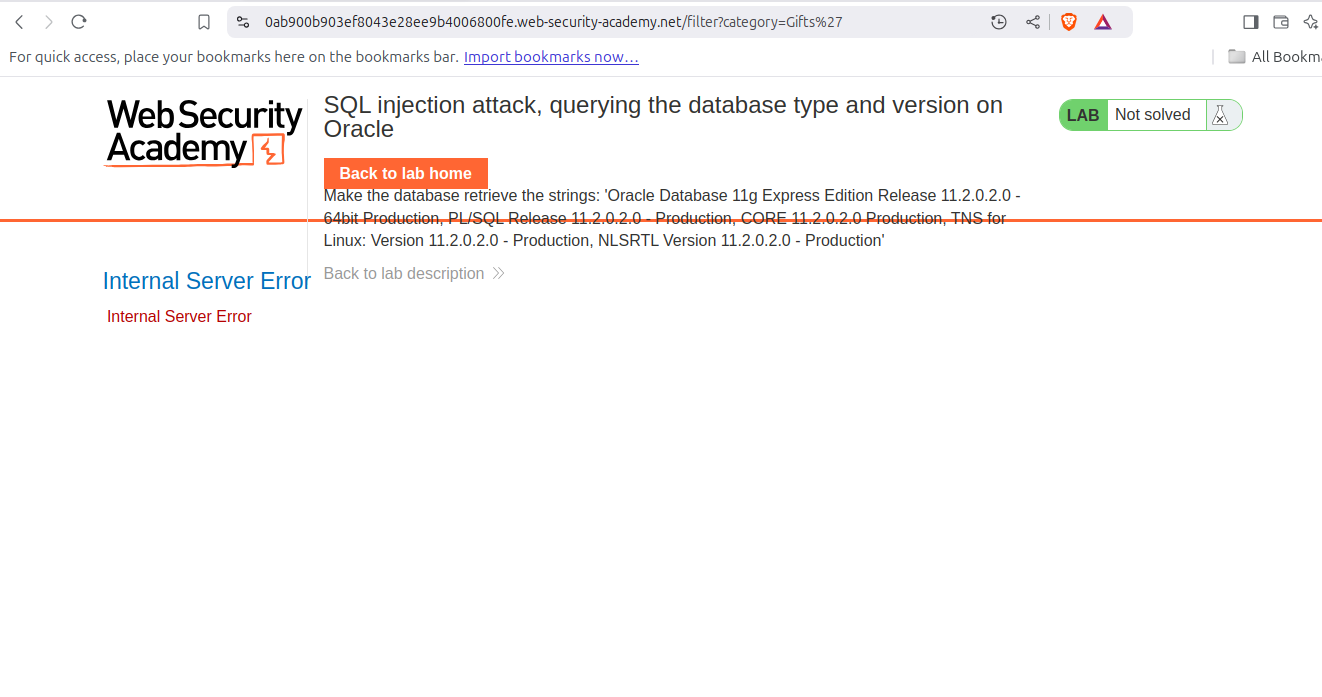 0ab900b903ef8043e28ee9b4006800fe.web-security-academy.net/filter?category=Gifts%27
For quick access, place your bookmarks here on the bookmarks bar. Import bookmarks now…
All Bookm
Web Security
Academy
SQL injection attack, querying the database type and version on
Oracle
LAB Not solved
Back to lab home
Make the database retrieve the strings: 'Oracle Database 11g Express Edition Release 11.2.0.2.0 -
64bit Production, PL/SQL Release 11.2.0.2.0 - Production, CORE 11.2.0.2.0 Production, TNS for
Linux: Version 11.2.0.2.0 - Production, NLSRTL Version 11.2.0.2.0 - Production'
Back to lab description
Internal Server Error
Internal Server Error